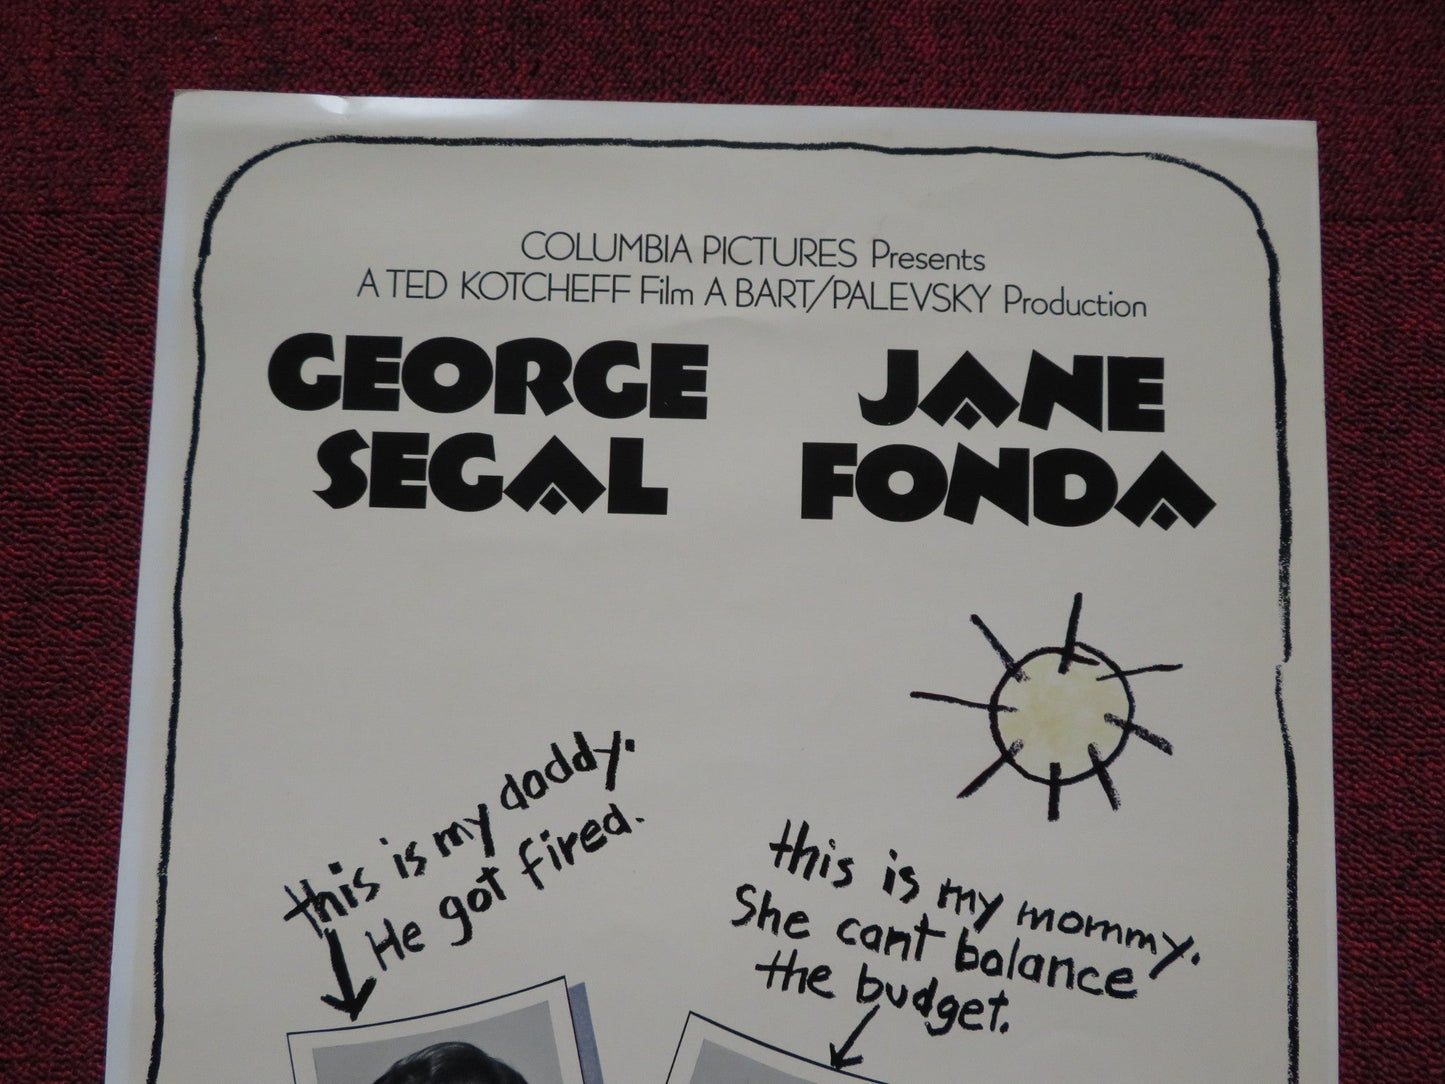 COLUMBIA PICTURES Presents
A TED KOTCHEFF Film A BART/PALEVSKY Production
GEORGE
SEGAL
JANE
FONDA
this is my daddy.
He got fired.
this is my mommy.
She cant balance
the budget.